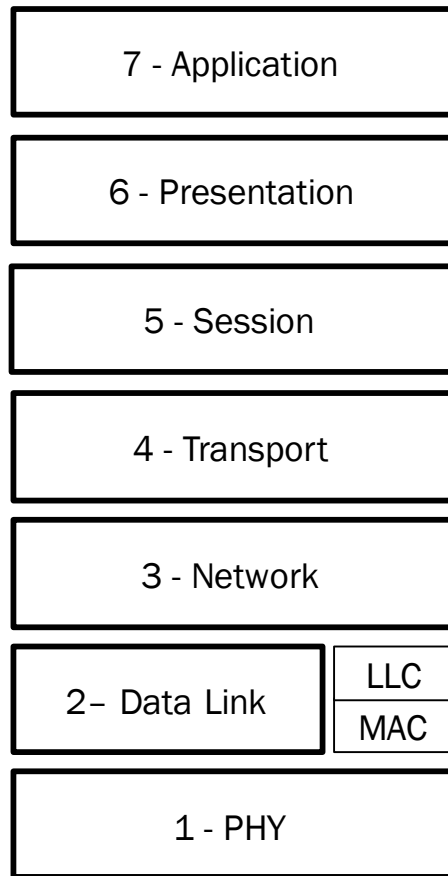 7 - Application
6 - Presentation
5 - Session
4 - Transport
3 - Network
2– Data Link
LLC
MAC
1 - PHY